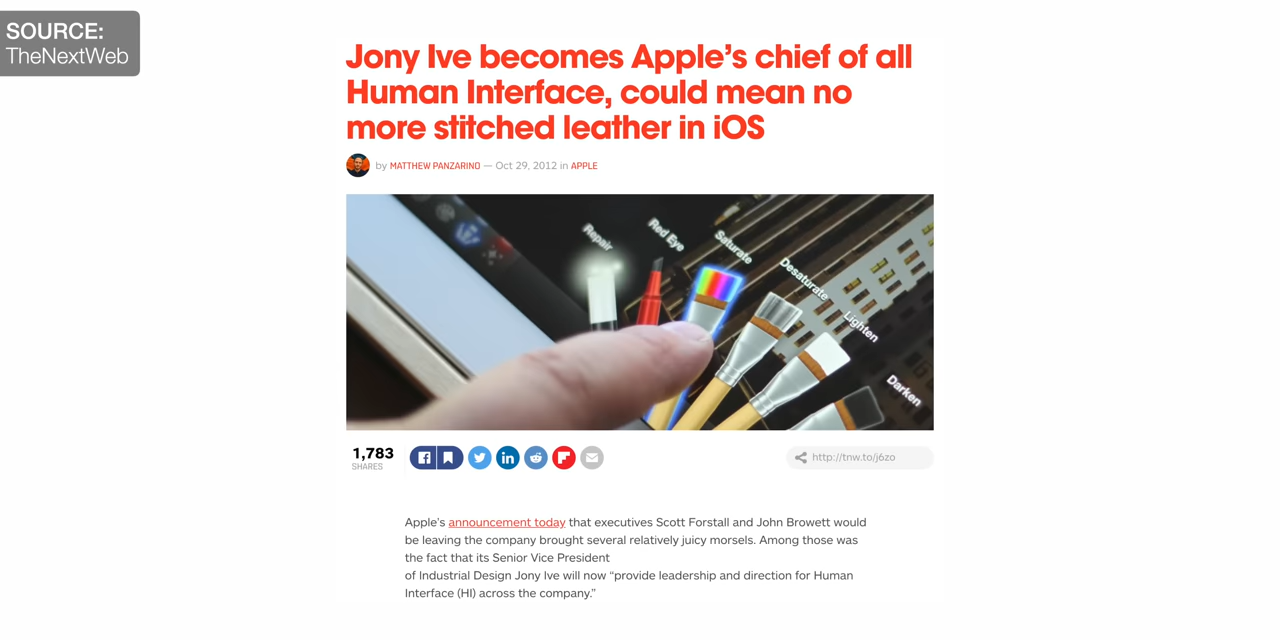 SOURCE:
TheNextWeb
Jony Ive becomes Apple’s chief of all
Human Interface, could mean no
more stitched leather in iOS
by MATTHEW PANZARINO — Oct 29, 2012 in APPLE
Repair
Red Eye
Saturate
Desaturate
Lighten
Darken
1,783
SHARES
http://tnw.to/j6zo
Apple’s announcement today that executives Scott Forstall and John Browett would
be leaving the company brought several relatively juicy morsels. Among those was
the fact that its Senior Vice President
of Industrial Design Jony Ive will now “provide leadership and direction for Human
Interface (HI) across the company.”